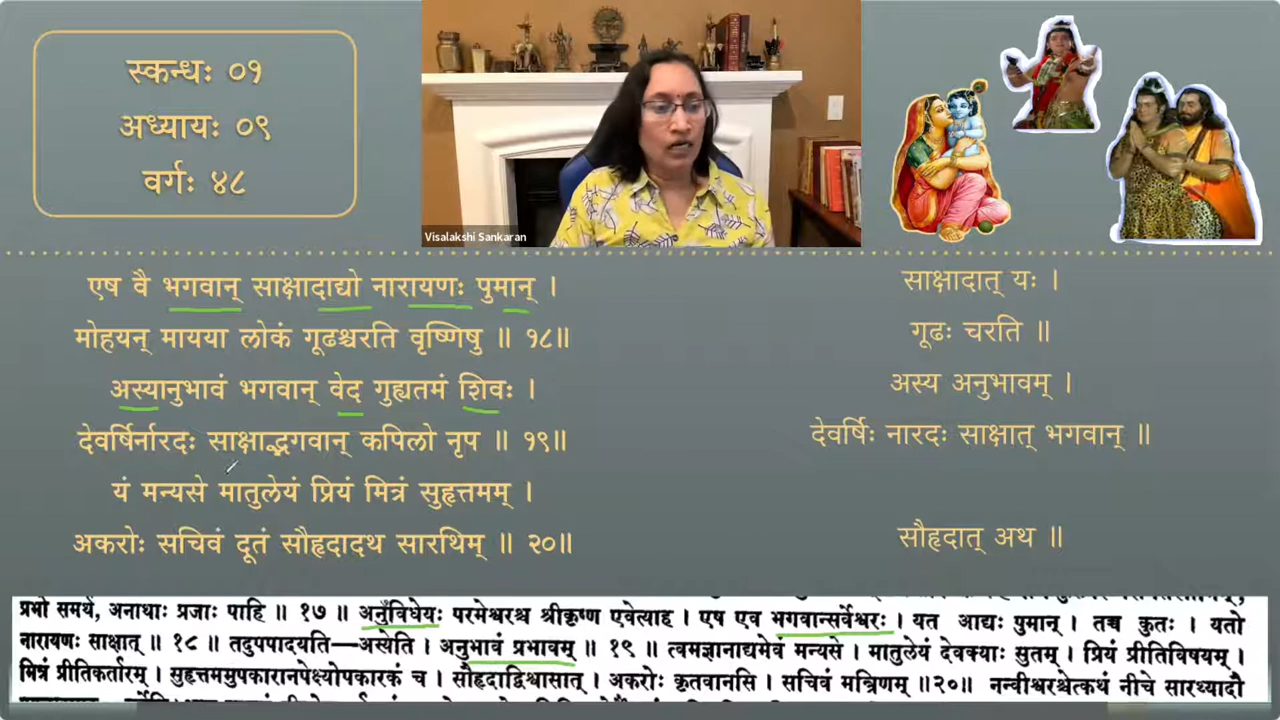 स्कन्धः ०१
अध्यायः ०९
वर्गः ४८
Visalakshi Sankaran
एष वै भगवान् साक्षादाद्यो नारायणः पुमान् ।
साक्षादात् यः ।
मोहयन् मायया लोकं गूढश्चरति वृष्णिषु ॥ १८॥
गूढः चरति ॥
अस्यानुभावं भगवान् वेद गुह्यतमं शिवः ।
अस्य अनुभावम् ।
देवर्षिर्नारदः साक्षाद्भगवान् कपिलो नृप ॥ १९॥
देवर्षिः नारदः साक्षात् भगवान् ॥
यं मन्यसे मातुलेयं प्रियं मित्रं सुहृत्तमम् ।
अकरोः सचिवं दूतं सौहृदादथ सारथिम् ॥ २०॥
सौहृदात् अथ ॥
प्रभो समर्थ, अनाथाः प्रजाः पाहि ॥ १७ ॥ अनुविधेयः परमेश्वरश्च श्रीकृष्ण एवेत्याह । एष एव भगवान्सर्वेश्वरः । यत आद्यः पुमान् । तच्च कुतः । यतो
नारायणः साक्षात् ॥ १८ ॥ तदुपपादयति—अस्येति । अनुभावं प्रभावम् ॥ १९ ॥ त्वमज्ञानाद्यमेवं मन्यसे । मातुलेयं देवक्याः सुतम् । प्रियं प्रीतिविषयम् ।
मित्रं प्रीतिकर्तारम् । सुहृत्तममुपकारानपेक्ष्योपकारकं च । सौहृदाद्विश्वासात् । अकरोः कृतवानसि । सचिवं मन्त्रिणम् ॥२०॥ नन्वीश्वरश्चेत्कथं नीचे सारथ्यादौ